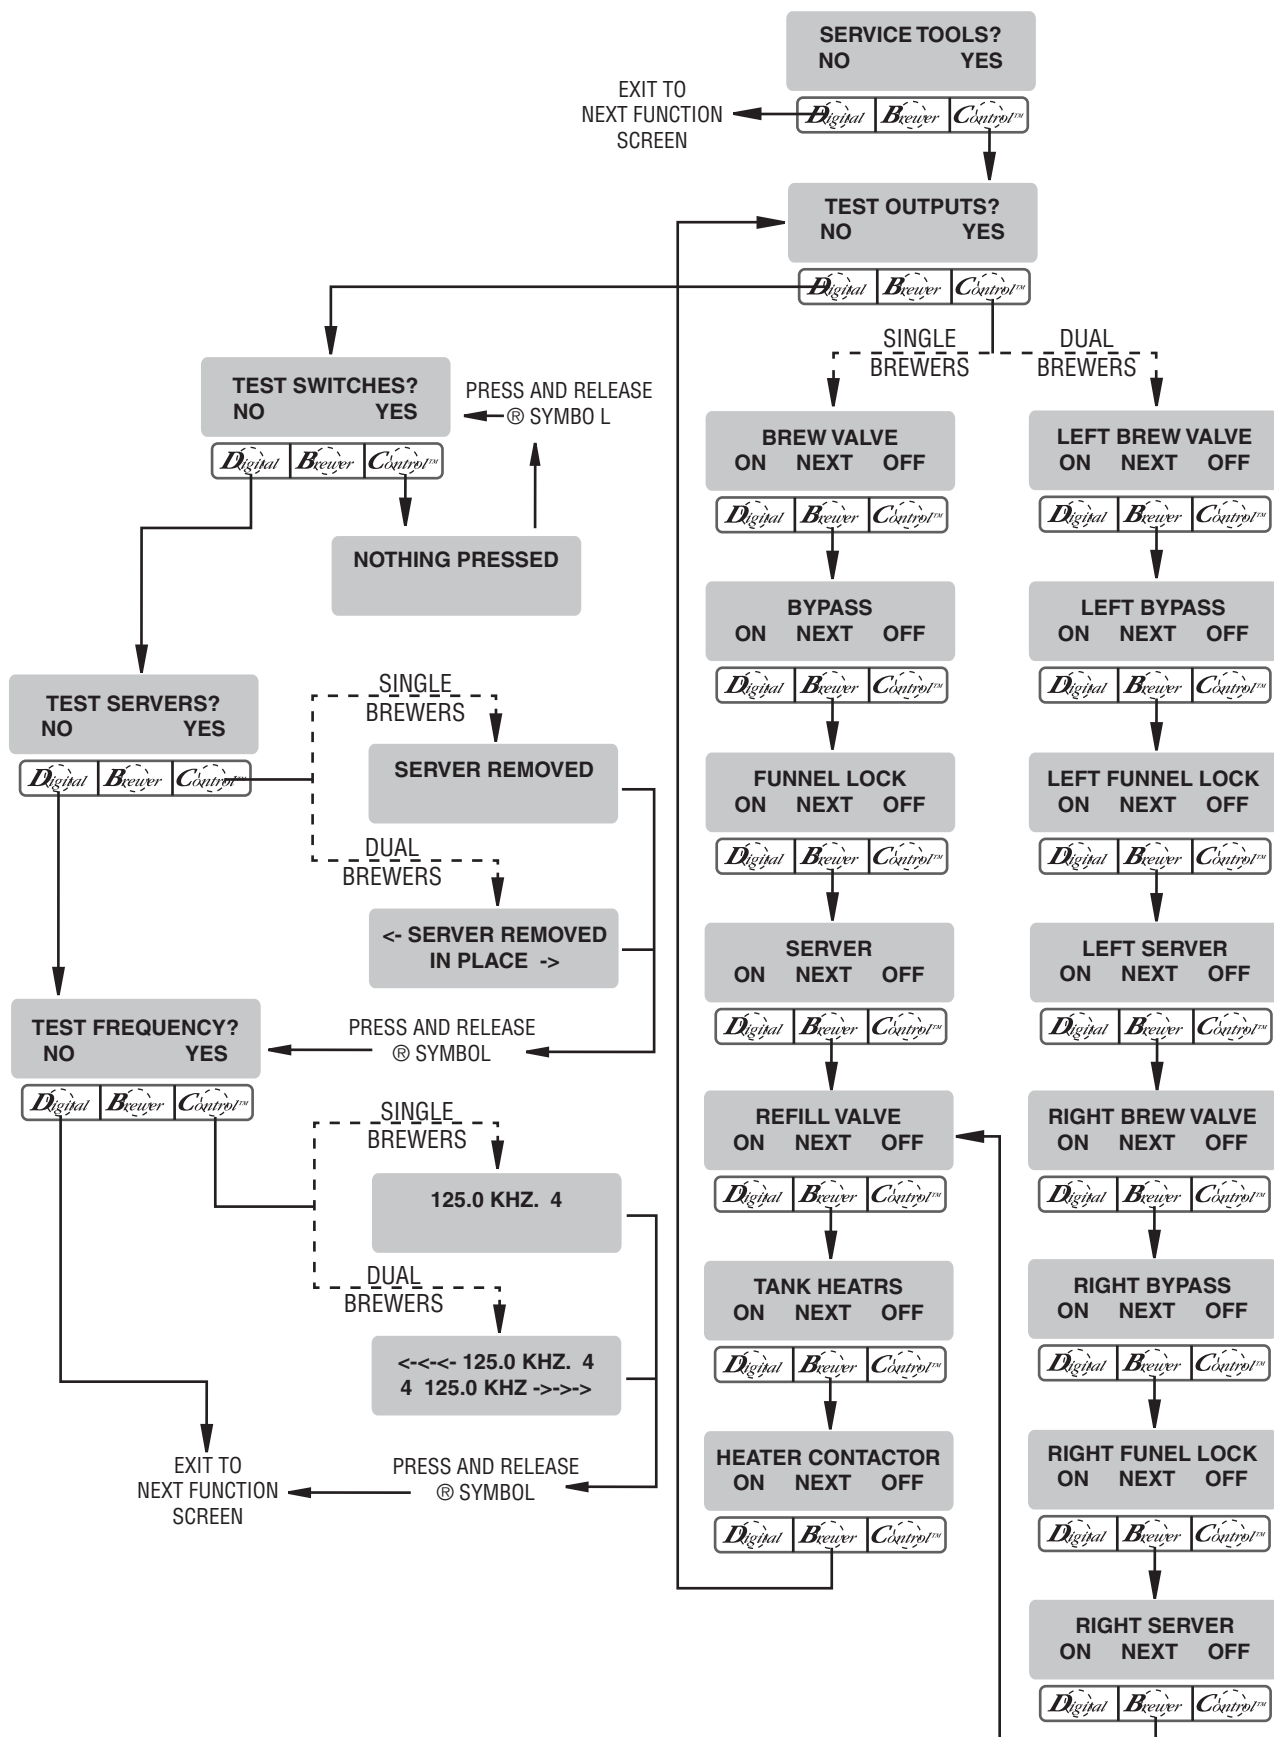 SERVICE TOOLS?
NO YES
EXIT TO
NEXT FUNCTION
SCREEN
Digital Brewer Control™
TEST OUTPUTS?
NO YES
Digital Brewer Control™
SINGLE
BREWERS
DUAL
BREWERS
TEST SWITCHES?
NO YES
Digital Brewer Control™
PRESS AND RELEASE
® SYMBO L
NOTHING PRESSED
TEST SERVERS?
NO YES
Digital Brewer Control™
SINGLE
BREWERS
SERVER REMOVED
DUAL
BREWERS
<- SERVER REMOVED
IN PLACE ->
PRESS AND RELEASE
® SYMBOL
TEST FREQUENCY?
NO YES
Digital Brewer Control™
SINGLE
BREWERS
125.0 KHZ. 4
DUAL
BREWERS
<-<-<- 125.0 KHZ. 4
4 125.0 KHZ ->->->
PRESS AND RELEASE
® SYMBOL
EXIT TO
NEXT FUNCTION
SCREEN
BREW VALVE
ON NEXT OFF
Digital Brewer Control™
BYPASS
ON NEXT OFF
Digital Brewer Control™
FUNNEL LOCK
ON NEXT OFF
Digital Brewer Control™
SERVER
ON NEXT OFF
Digital Brewer Control™
REFILL VALVE
ON NEXT OFF
Digital Brewer Control™
TANK HEATRS
ON NEXT OFF
Digital Brewer Control™
HEATER CONTACTOR
ON NEXT OFF
Digital Brewer Control™
LEFT BREW VALVE
ON NEXT OFF
Digital Brewer Control™
LEFT BYPASS
ON NEXT OFF
Digital Brewer Control™
LEFT FUNNEL LOCK
ON NEXT OFF
Digital Brewer Control™
LEFT SERVER
ON NEXT OFF
Digital Brewer Control™
RIGHT BREW VALVE
ON NEXT OFF
Digital Brewer Control™
RIGHT BYPASS
ON NEXT OFF
Digital Brewer Control™
RIGHT FUNEL LOCK
ON NEXT OFF
Digital Brewer Control™
RIGHT SERVER
ON NEXT OFF
Digital Brewer Control™